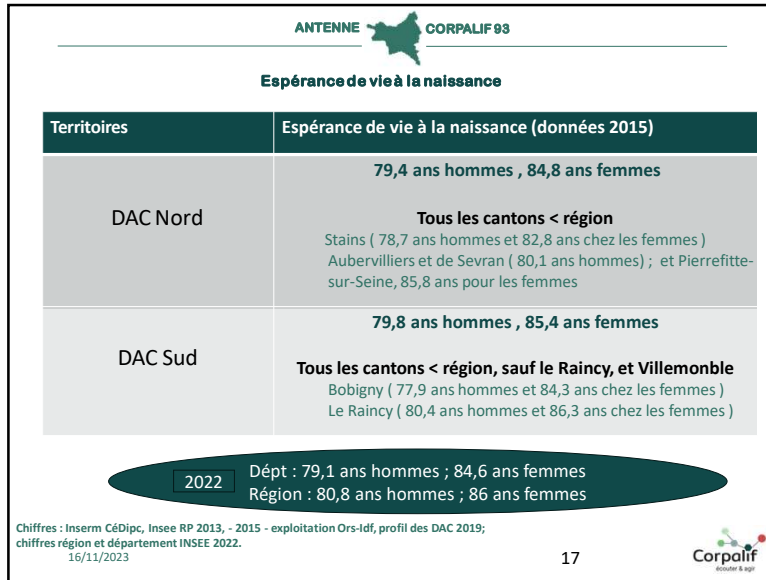 ANTENNE CORPALIF 93
Espérance de vie à la naissance
Territoires
Espérance de vie à la naissance (données 2015)
DAC Nord
79,4 ans hommes , 84,8 ans femmes
Tous les cantons < région
Stains ( 78,7 ans hommes et 82,8 ans chez les femmes )
Aubervilliers et de Sevran ( 80,1 ans hommes) ; et Pierrefitte-
sur-Seine, 85,8 ans pour les femmes
DAC Sud
79,8 ans hommes , 85,4 ans femmes
Tous les cantons < région, sauf le Raincy, et Villemonble
Bobigny ( 77,9 ans hommes et 84,3 ans chez les femmes )
Le Raincy ( 80,4 ans hommes et 86,3 ans chez les femmes )
2022
Dépt : 79,1 ans hommes ; 84,6 ans femmes
Région : 80,8 ans hommes ; 86 ans femmes
Chiffres : Inserm CéDipc, Insee RP 2013, - 2015 - exploitation Ors-Idf, profil des DAC 2019;
chiffres région et département INSEE 2022.
16/11/2023
17
Corpalif
écouter & agir